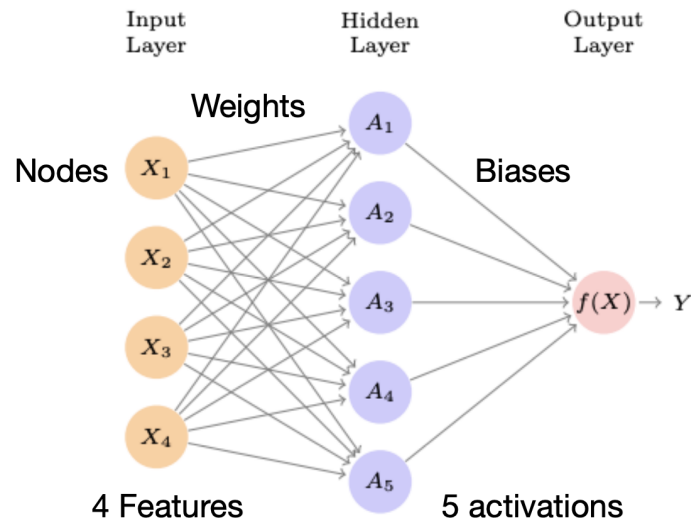 Input
Layer
Hidden
Layer
Output
Layer
Weights
Nodes
Biases
X₁
X₂
X₃
X₄
A₁
A₂
A₃
A₄
A₅
f(X)
Y
4 Features
5 activations